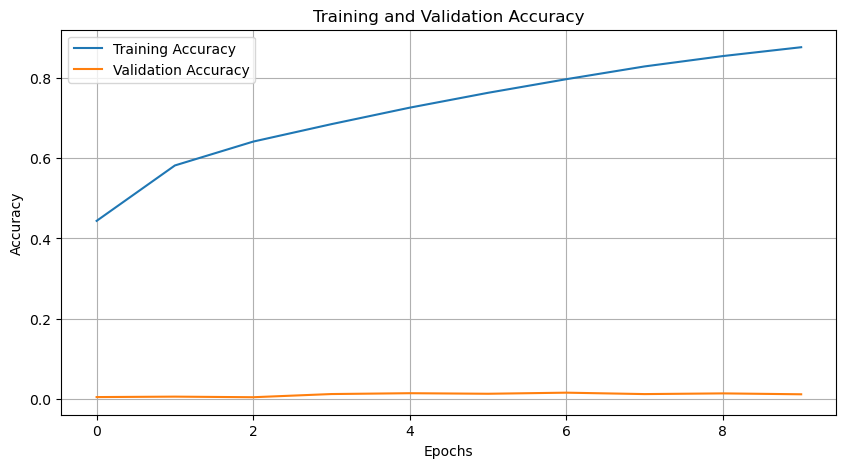 Training and Validation Accuracy
Training Accuracy
Validation Accuracy
Accuracy
0.8
0.6
0.4
0.2
0.0
0 2 4 6 8
Epochs